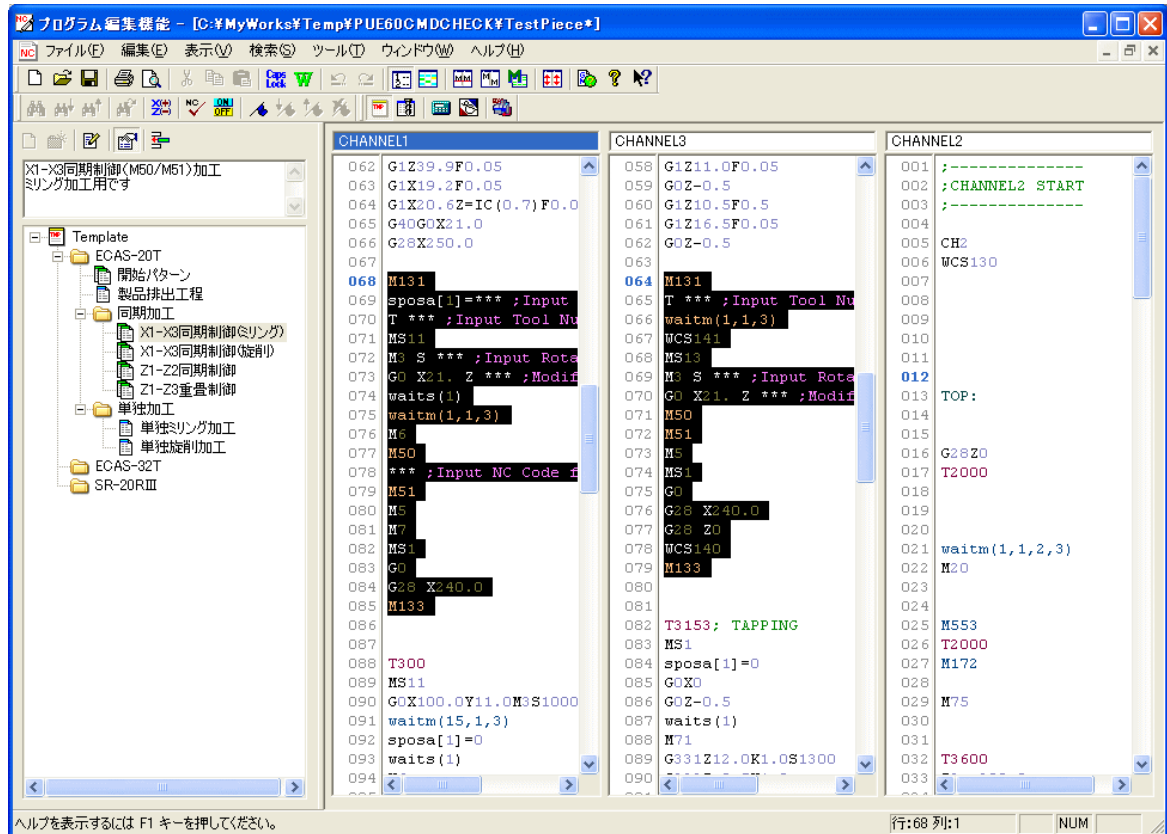 プログラム編集機能 - [C:¥MyWorks¥Temp¥PUE60CMDCHECK¥TestPiece*]
ファイル(F) 編集(E) 表示(V) 検索(S) ツール(T) ウィンドウ(W) ヘルプ(H)
X1-X3同期制御(M50/M51)加工
ミリング加工用です
Template
ECAS-20T
開始パターン
製品排出工程
同期加工
X1-X3同期制御(ミリング)
X1-X3同期制御(旋削)
Z1-Z2同期制御
Z1-Z3重畳制御
単独加工
単独ミリング加工
単独旋削加工
ECAS-32T
SR-20RⅢ
CHANNEL1
062 G1Z39.9F0.05
063 G1X19.2F0.05
064 G1X20.6Z=IC(0.7)F0.0
065 G40G0X21.0
066 G28X250.0
067
068 M131
069 sposa[1]=*** ;Input
070 T *** ;Input Tool Nu
071 MS11
072 M3 S *** ;Input Rota
073 G0 X21. Z *** ;Modif
074 waits(1)
075 waitm(1,1,3)
076 M6
077 M50
078 *** ;Input NC Code f
079 M51
080 M5
081 M7
082 MS1
083 G0
084 G28 X240.0
085 M133
086
087
088 T300
089 MS11
090 G0X100.0Y11.0M3S1000
091 waitm(15,1,3)
092 sposa[1]=0
093 waits(1)
094
CHANNEL3
058 G1Z11.0F0.05
059 G0Z-0.5
060 G1Z10.5F0.5
061 G1Z16.5F0.05
062 G0Z-0.5
063
064 M131
065 T *** ;Input Tool Nu
066 waitm(1,1,3)
067 WCS141
068 MS13
069 M3 S *** ;Input Rota
070 G0 X21. Z *** ;Modif
071 M50
072 M51
073 M5
074 MS1
075 G0
076 G28 X240.0
077 G28 Z0
078 WCS140
079 M133
080
081
082 T3153; TAPPING
083 MS1
084 sposa[1]=0
085 G0X0
086 G0Z-0.5
087 waits(1)
088 M71
089 G331Z12.0K1.0S1300
090
CHANNEL2
001 ;--------------
002 ;CHANNEL2 START
003 ;--------------
004
005 CH2
006 WCS130
007
008
009
010
011
012
013 TOP:
014
015
016 G28Z0
017 T2000
018
019
020
021 waitm(1,1,2,3)
022 M20
023
024
025 M553
026 T2000
027 M172
028
029 M75
030
031
032 T3600
033
ヘルプを表示するには F1 キーを押してください。
行:68 列:1
NUM